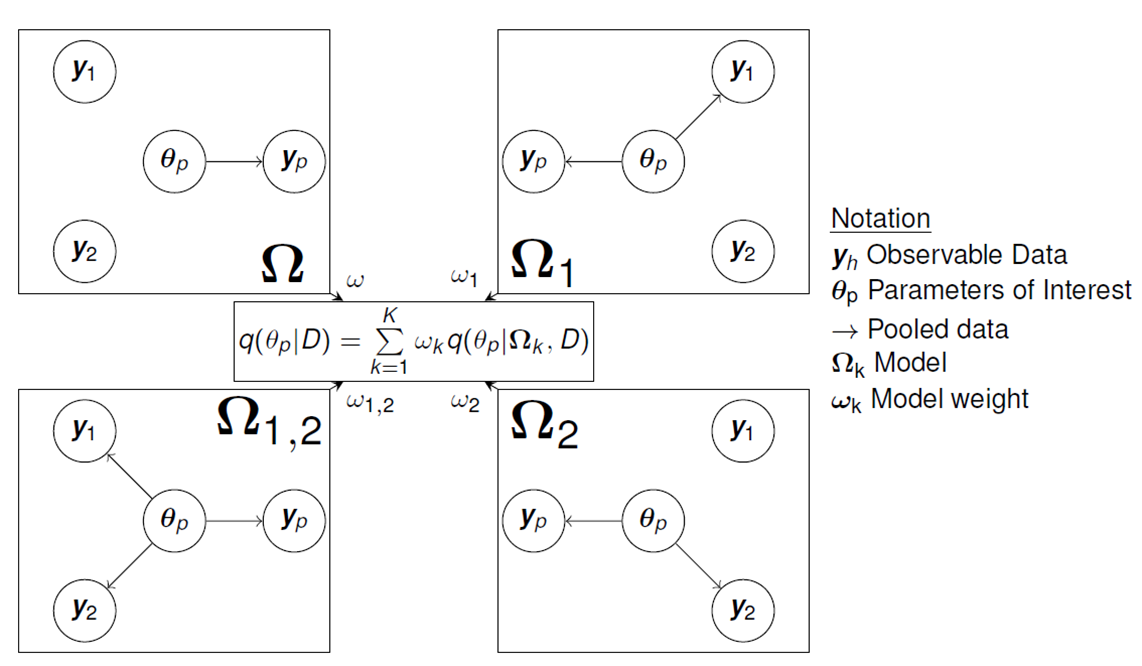 y1
θp
yp
y2
Ω
ω
y1
yp
θp
y2
Ω1
ω1
q(θp|D) = ∑_{k=1}^{K} ωk q(θp|Ωk, D)
Ω1,2
ω1,2
y1
θp
yp
y2
Ω2
ω2
y1
yp
θp
y2
Notation
yh Observable Data
θp Parameters of Interest
→ Pooled data
Ωk Model
ωk Model weight